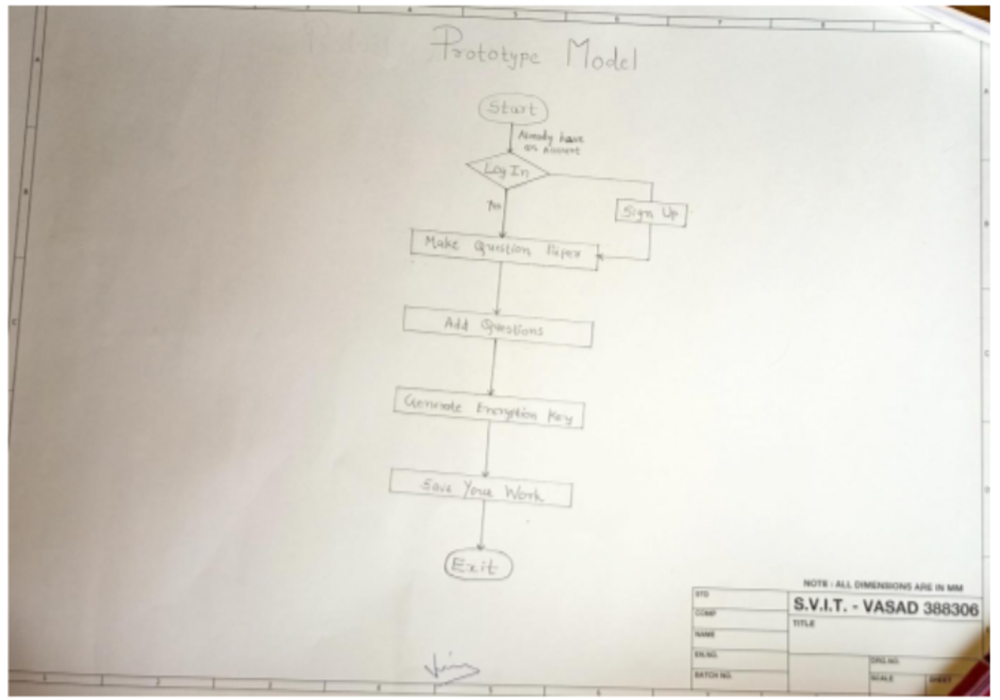 Prototype Model
Start
Already have
an account
Log In
Yes
Sign Up
Make Question Paper
Add Questions
Generate Encryption Key
Save Your Work
Exit
NOTE : ALL DIMENSIONS ARE IN MM
STD
S.V.I.T. - VASAD 388306
COMP
TITLE
NAME
EN.NO.
DRG.NO.
BATCH NO.
SCALE
SHEET